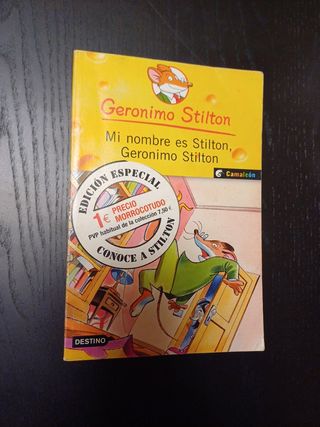 Geronimo Stilton
Mi nombre es Stilton,
Geronimo Stilton
Camaleón
EDICIÓN ESPECIAL
1€ PRECIO
MORROCOTUDO
PVP habitual de la colección 7,50 €
CONOCE A STILTON
DESTINO